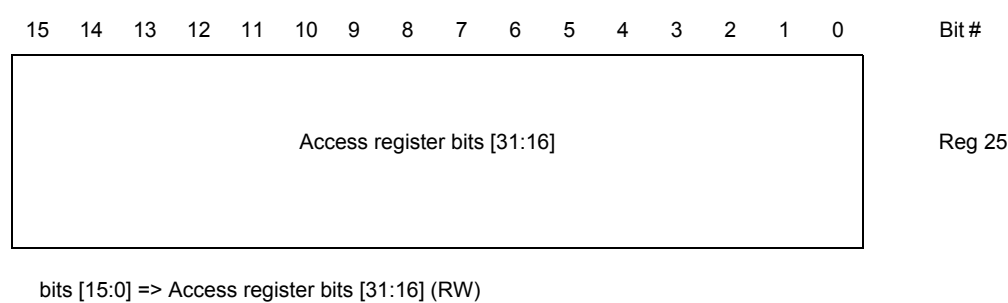 15 14 13 12 11 10 9 8 7 6 5 4 3 2 1 0 Bit #
Access register bits [31:16] Reg 25
bits [15:0] => Access register bits [31:16] (RW)